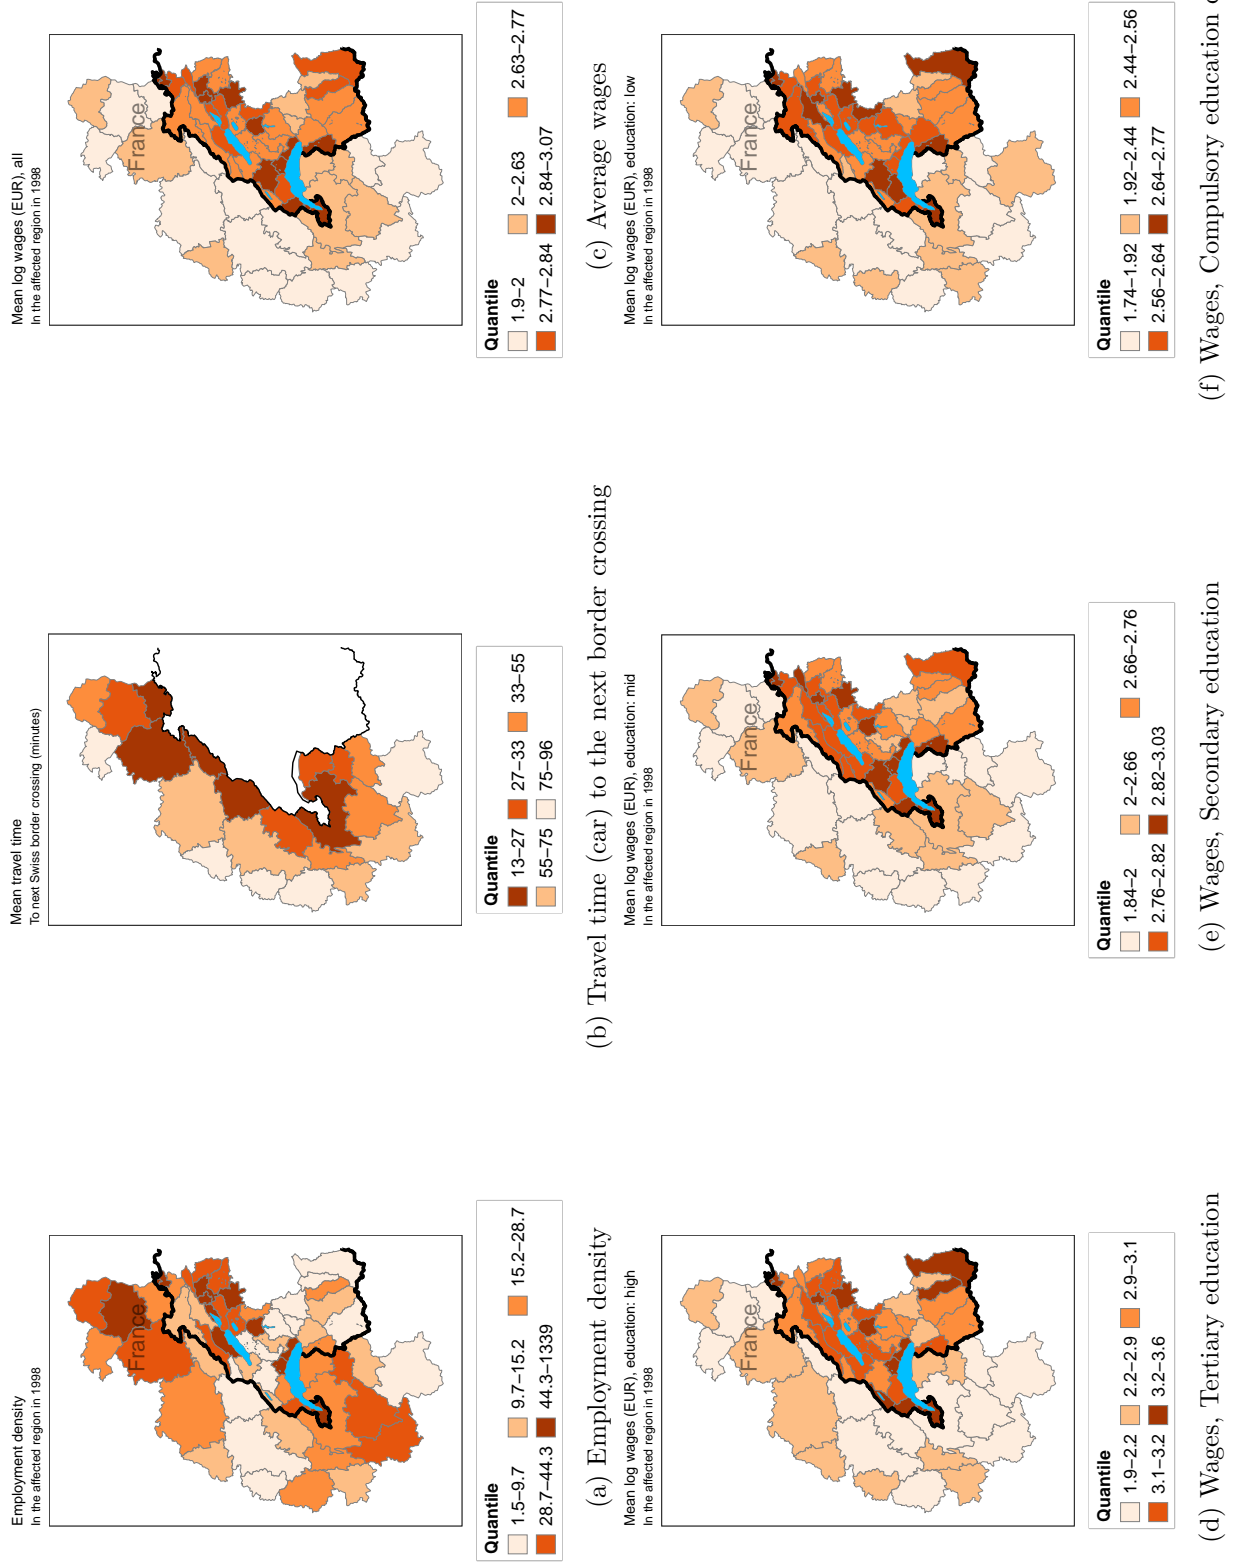 Employment density
In the affected region in 1998
France
Quantile
1.5–9.7 9.7–15.2 15.2–28.7
28.7–44.3 44.3–1339
(a) Employment density
Mean travel time
To next Swiss border crossing (minutes)
Quantile
13–27 27–33 33–55
55–75 75–96
(b) Travel time (car) to the next border crossing
Mean log wages (EUR), all
In the affected region in 1998
France
Quantile
1.9–2 2–2.63 2.63–2.77
2.77–2.84 2.84–3.07
(c) Average wages
Mean log wages (EUR), education: high
In the affected region in 1998
France
Quantile
1.9–2.2 2.2–2.9 2.9–3.1
3.1–3.2 3.2–3.6
(d) Wages, Tertiary education
Mean log wages (EUR), education: mid
In the affected region in 1998
France
Quantile
1.84–2 2–2.66 2.66–2.76
2.76–2.82 2.82–3.03
(e) Wages, Secondary education
Mean log wages (EUR), education: low
In the affected region in 1998
France
Quantile
1.74–1.92 1.92–2.44 2.44–2.56
2.56–2.64 2.64–2.77
(f) Wages, Compulsory education